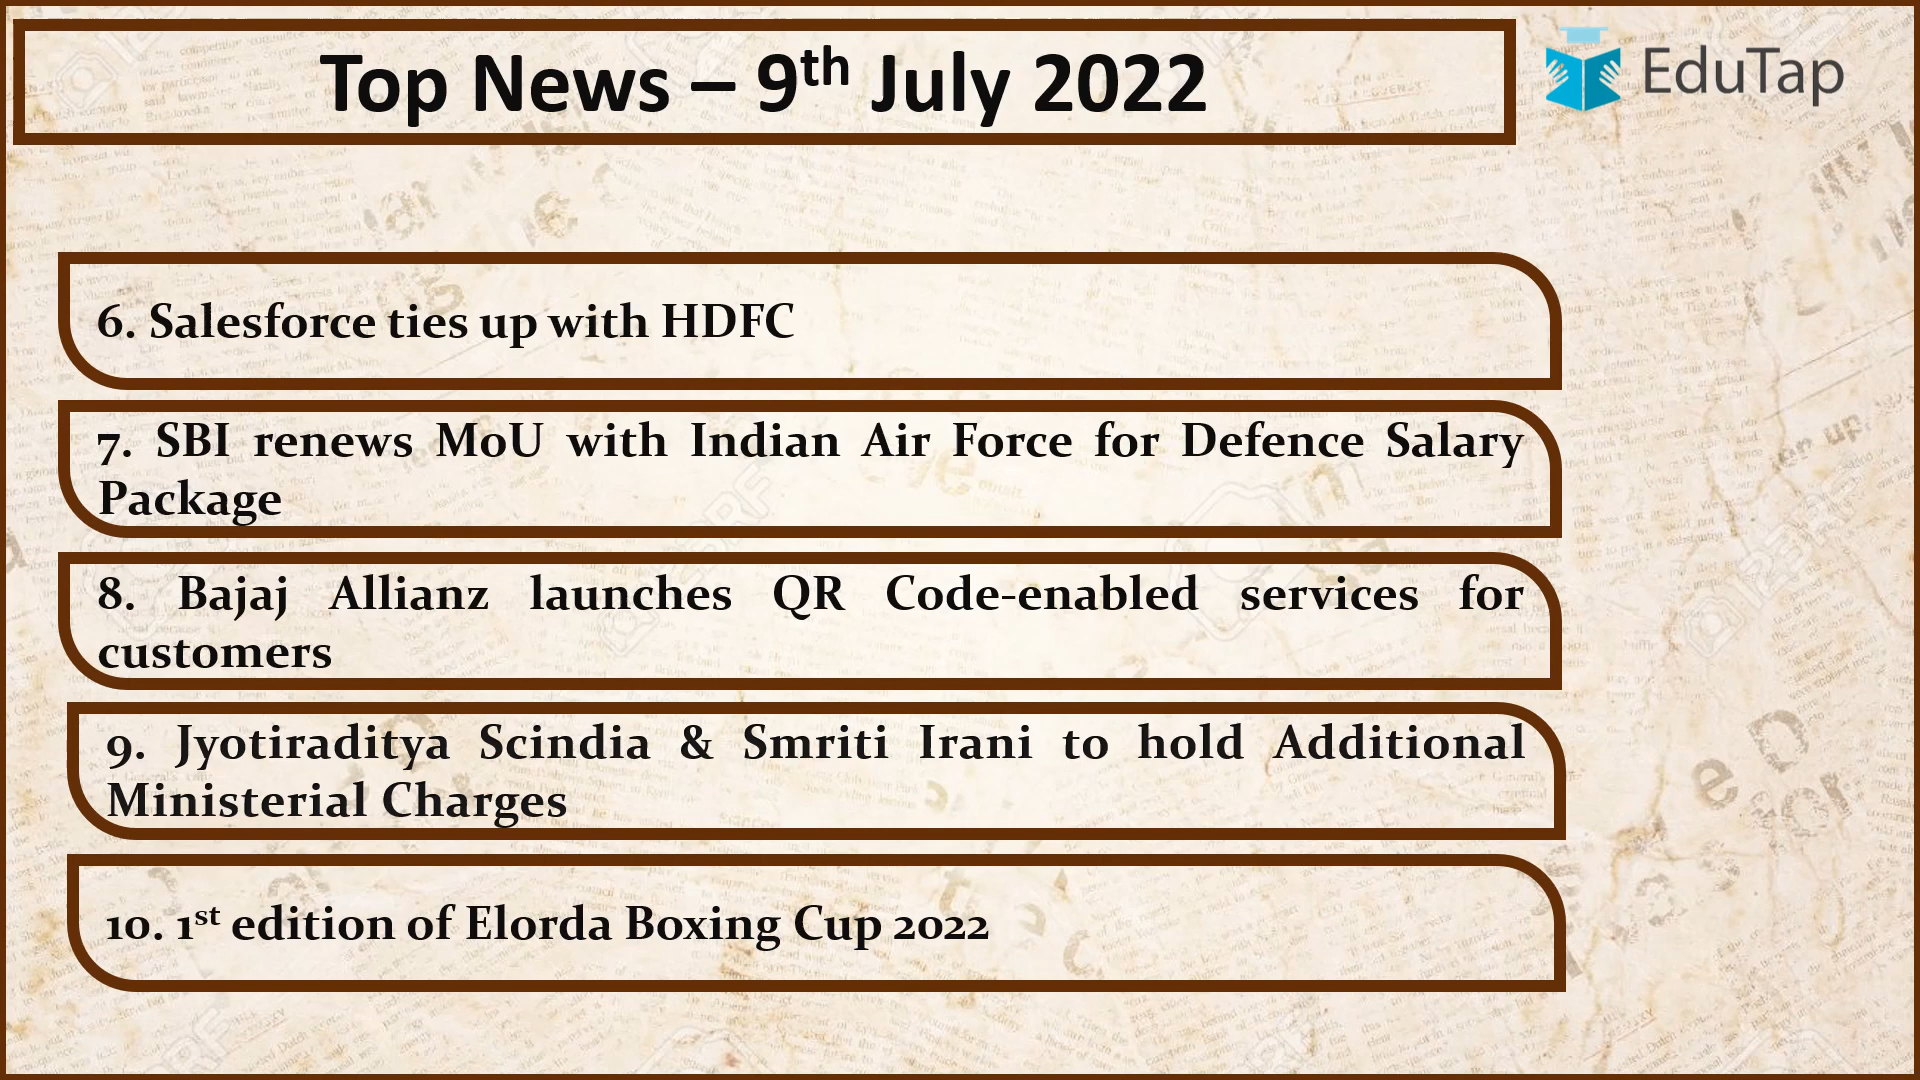 Top News – 9th July 2022
EduTap
6. Salesforce ties up with HDFC
7. SBI renews MoU with Indian Air Force for Defence Salary
Package
8. Bajaj Allianz launches QR Code-enabled services for
customers
9. Jyotiraditya Scindia & Smriti Irani to hold Additional
Ministerial Charges
10. 1st edition of Elorda Boxing Cup 2022